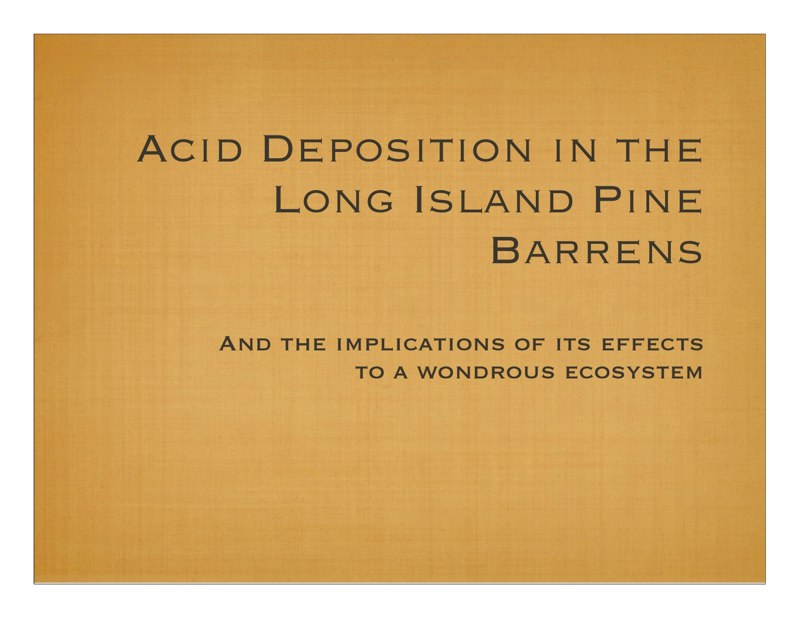 Acid Deposition in the
Long Island Pine
Barrens
And the implications of its effects
to a wondrous ecosystem